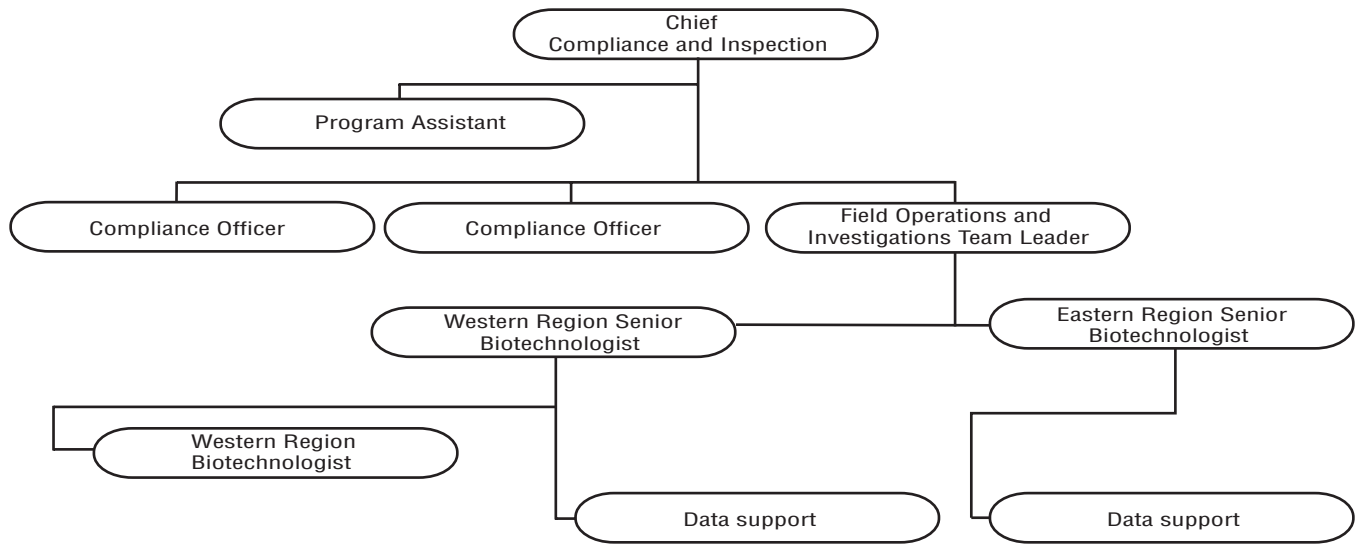 Chief
Compliance and Inspection
Program Assistant
Compliance Officer
Compliance Officer
Field Operations and
Investigations Team Leader
Western Region Senior
Biotechnologist
Eastern Region Senior
Biotechnologist
Western Region
Biotechnologist
Data support
Data support